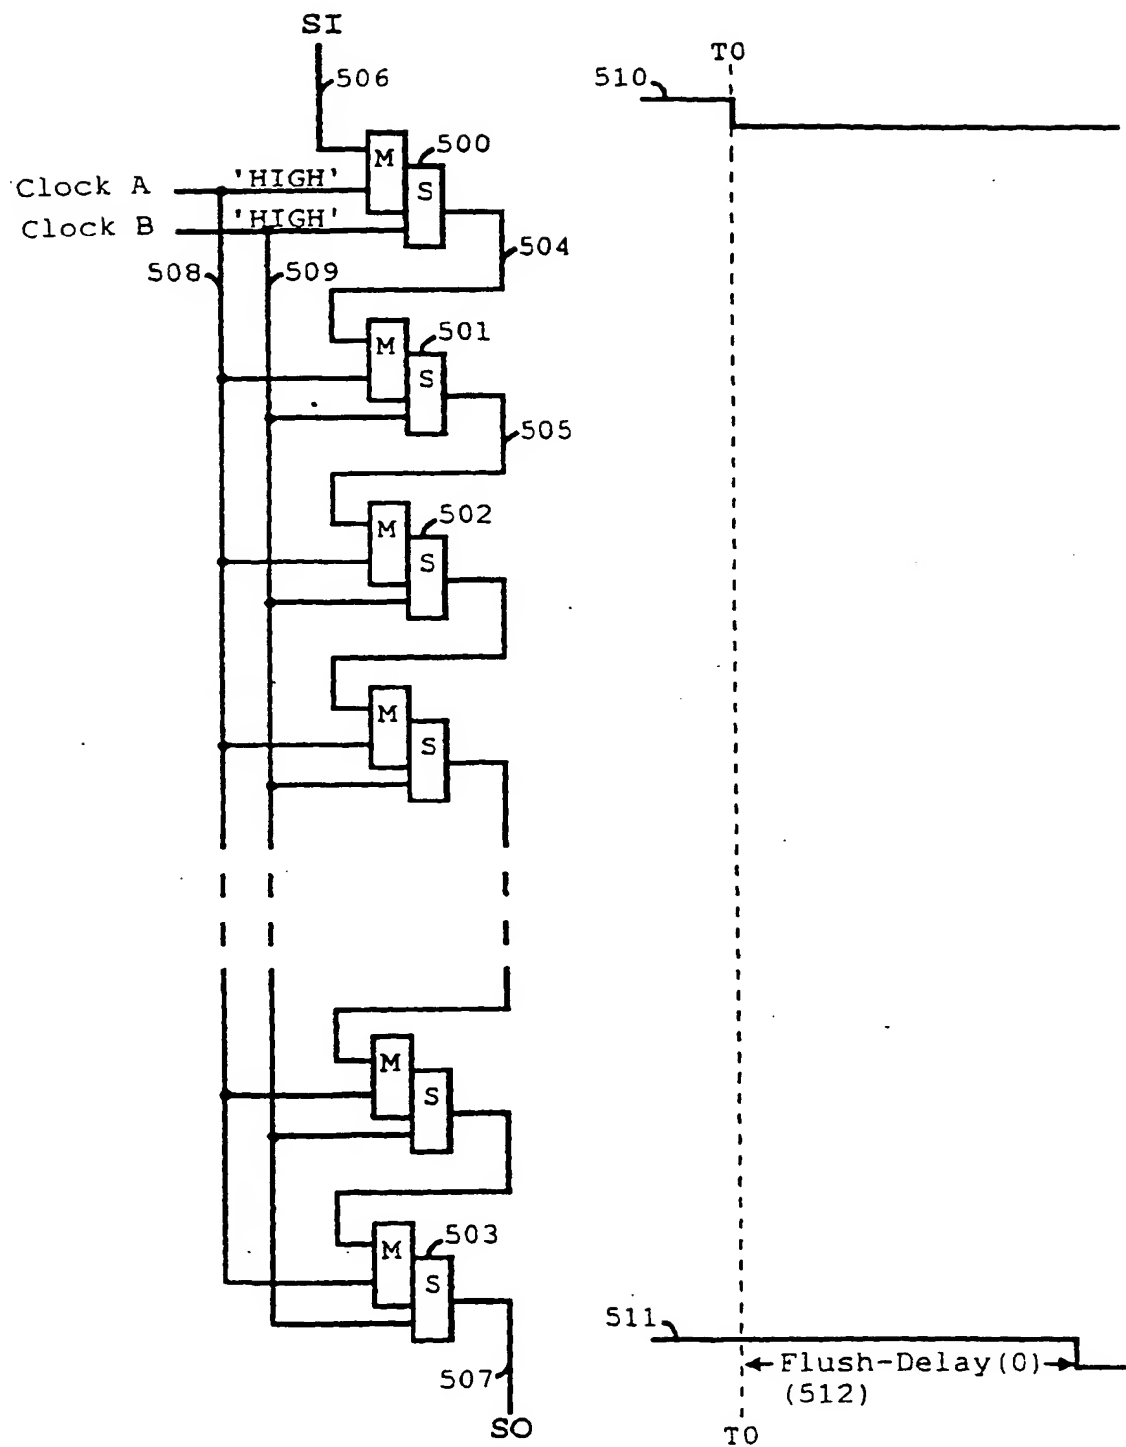 SI
506
T0
510
M
500
S
Clock A
'HIGH'
Clock B
'HIGH'
504
508
509
M
501
S
505
M
502
S
M
S
M
S
M
503
S
507
SO
511
Flush-Delay(0)
(512)
T0